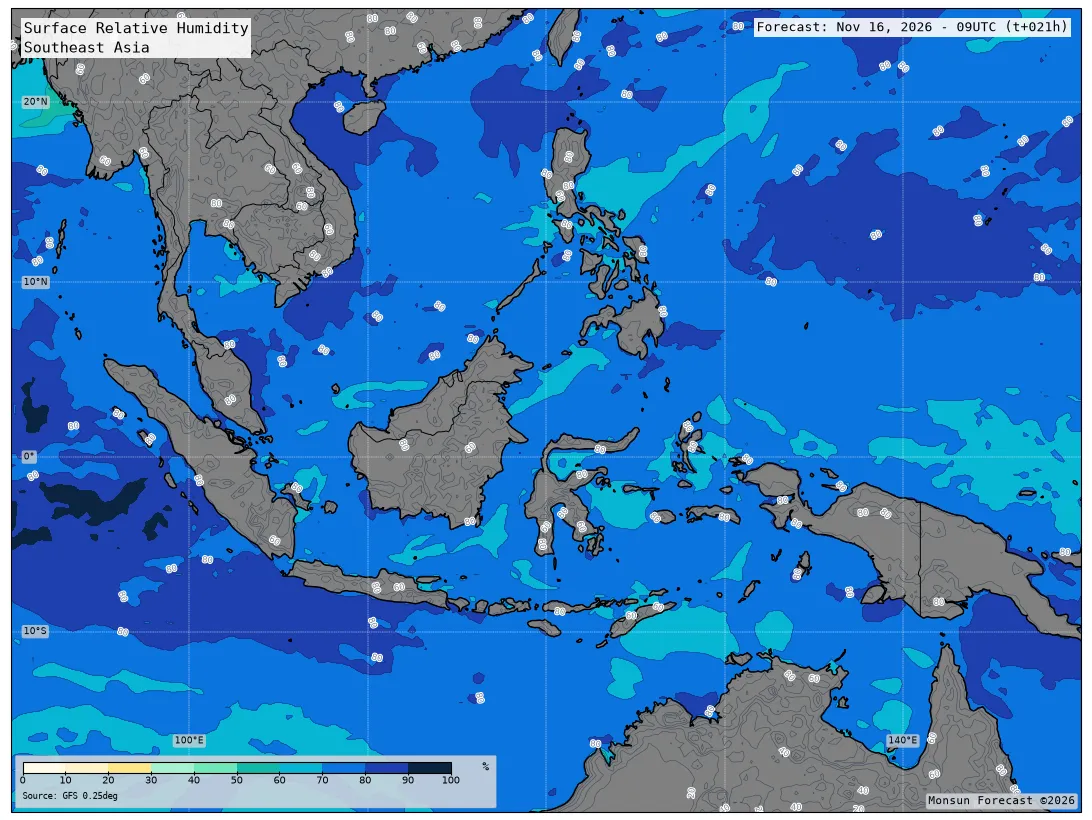 Surface Relative Humidity
Southeast Asia
Forecast: Nov 16, 2026 - 09UTC (t+021h)
20°N
10°N
0°
10°S
100°E
140°E
%
0 10 20 30 40 50 60 70 80 90 100
Source: GFS 0.25deg
Monsun Forecast ©2026